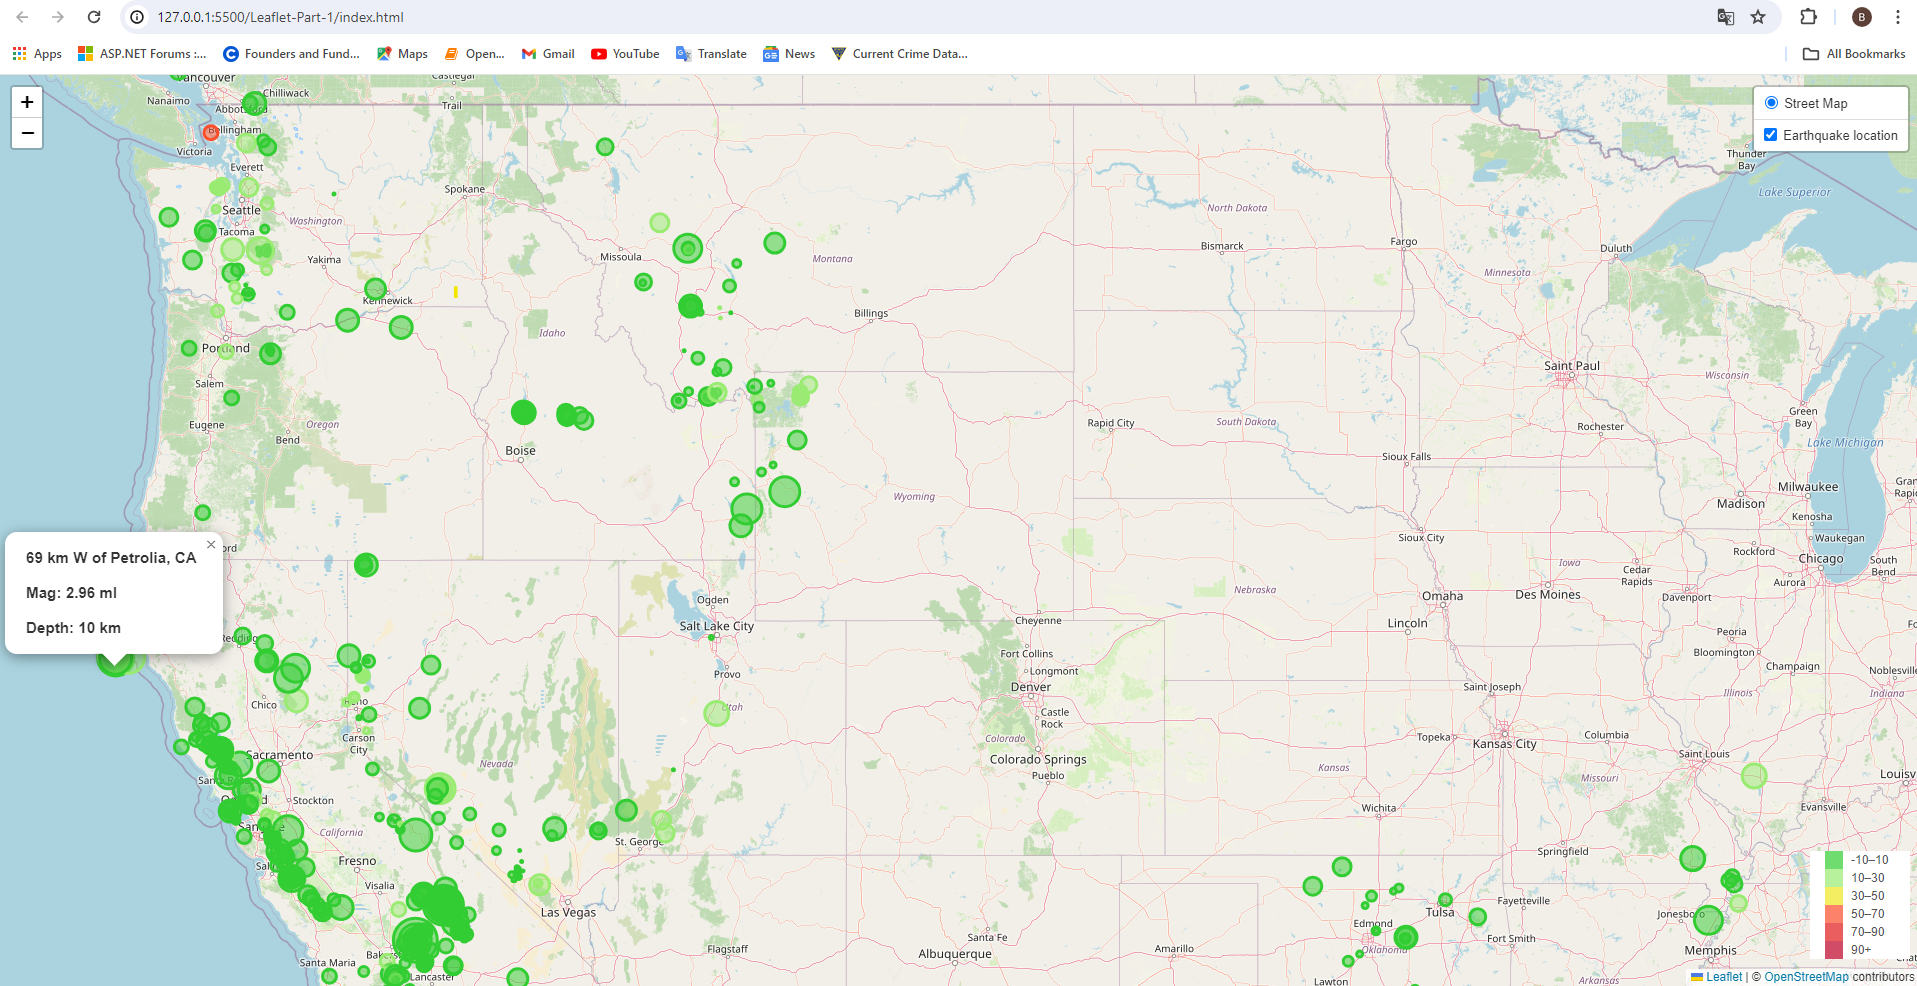 127.0.0.1:5500/Leaflet-Part-1/index.html
B
Apps
ASP.NET Forums :...
Founders and Fund...
Maps
Open...
Gmail
YouTube
Translate
News
Current Crime Data...
All Bookmarks
+
−
Street Map
Earthquake location
Nanaimo
Chilliwack
Castlegar
Trail
Bellingham
Victoria
Everett
Spokane
Seattle
Washington
Tacoma
Yakima
Kennewick
Missoula
Montana
Billings
North Dakota
Bismarck
Fargo
Minnesota
Duluth
Thunder
Bay
Lake Superior
Idaho
Portland
Salem
Eugene
Bend
Oregon
Boise
Wyoming
Rapid City
South Dakota
Sioux Falls
Saint Paul
Wisconsin
Rochester
Green
Bay
Lake Michigan
Milwaukee
Madison
Kenosha
Waukegan
Rockford
Chicago
Aurora
South
Bend
69 km W of Petrolia, CA
×
Mag: 2.96 ml
Depth: 10 km
Redding
Chico
Reno
Carson
City
Sacramento
Stockton
California
Nevada
Ogden
Salt Lake City
Provo
Utah
St. George
Fresno
Visalia
Las Vegas
Santa Maria
Lancaster
Flagstaff
Cheyenne
Fort Collins
Longmont
Denver
Castle
Rock
Colorado
Colorado Springs
Pueblo
Nebraska
Sioux City
Iowa
Cedar
Rapids
Omaha
Des Moines
Davenport
Lincoln
Peoria
Bloomington
Champaign
Noblesville
Illinois
Indiana
Saint Joseph
Topeka
Kansas City
Columbia
Saint Louis
Kansas
Missouri
Wichita
Evansville
Springfield
Santa Fe
Albuquerque
Amarillo
Edmond
Oklahoma
Tulsa
Fayetteville
Fort Smith
Lawton
Jonesboro
Memphis
Arkansas
-10–10
10–30
30–50
50–70
70–90
90+
Leaflet | © OpenStreetMap contributors